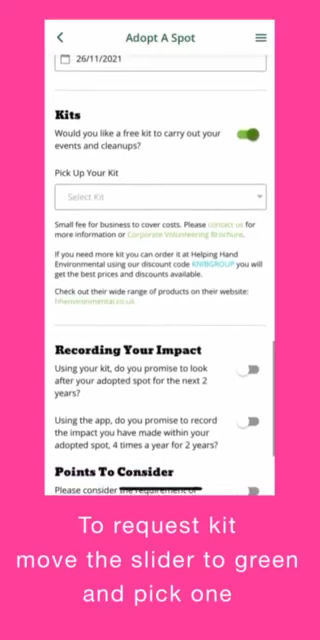 Adopt A Spot
26/11/2021
Kits
Would you like a free kit to carry out your
events and cleanups?
Pick Up Your Kit
Select Kit
Small fee for business to cover costs. Please contact us for
more information or Corporate Volunteering Brochure.
If you need more kit you can order it at Helping Hand
Environmental using our discount code KNIBGROUP you will
get the best prices and discounts available.
Check out their wide range of products on their website:
hhenvironmental.co.uk
Recording Your Impact
Using your kit, do you promise to look
after your adopted spot for the next 2
years?
Using the app, do you promise to record
the impact you have made within your
adopted spot, 4 times a year for 2 years?
Points To Consider
Please consider the requirement of
To request kit
move the slider to green
and pick one